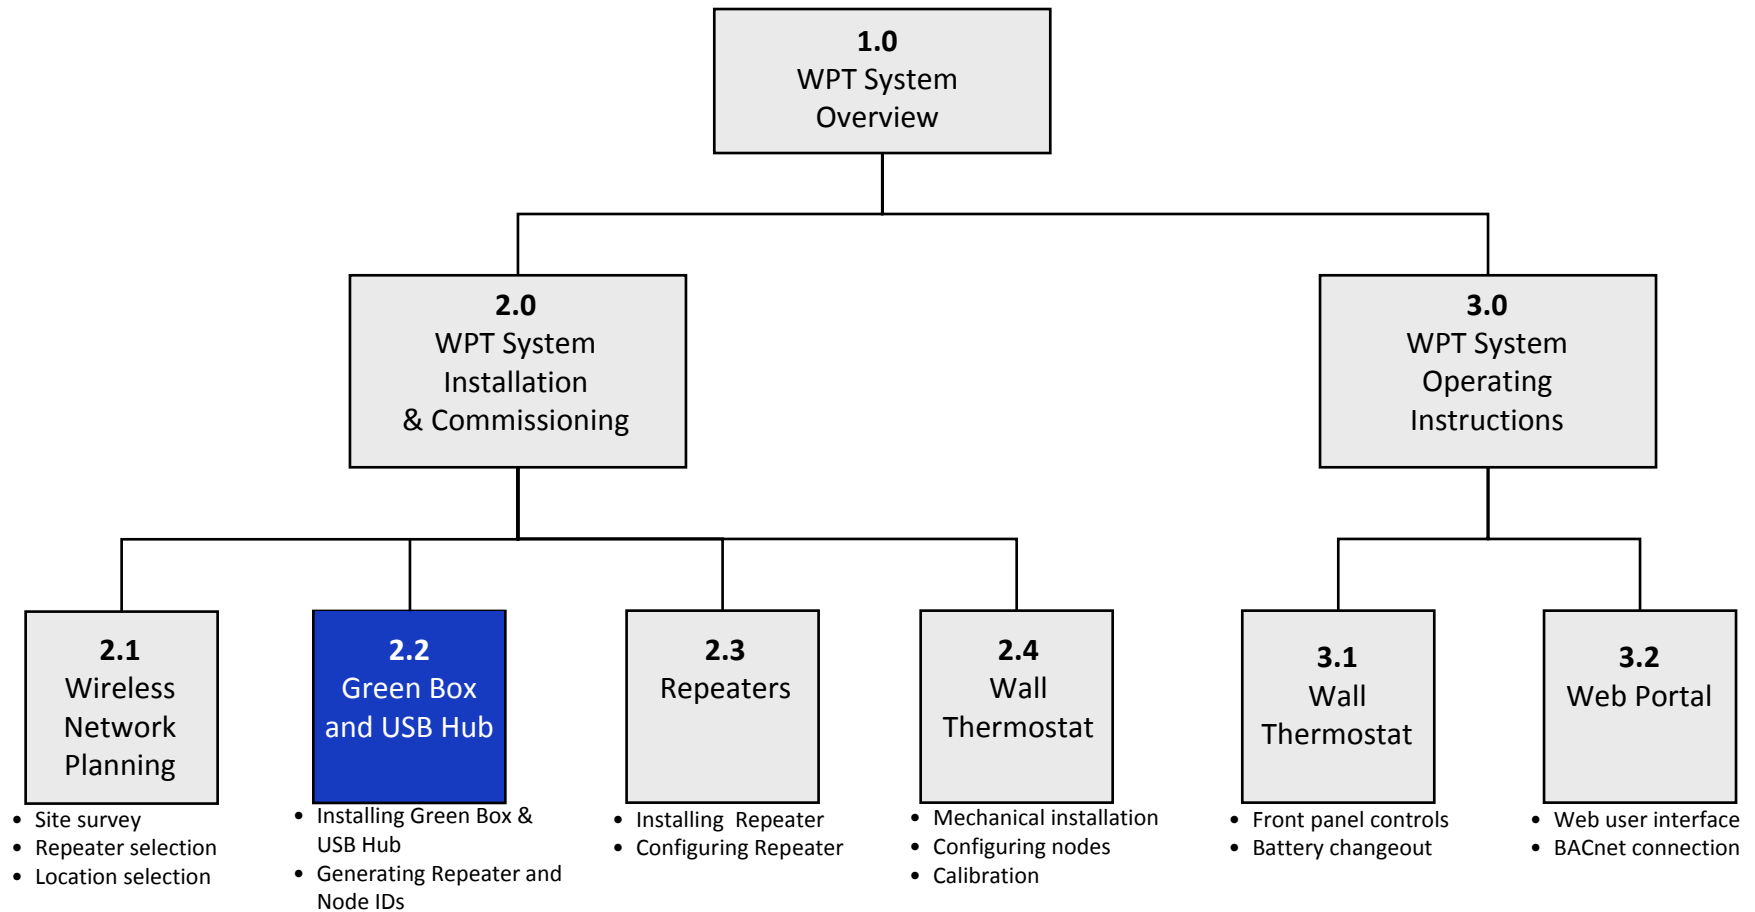 1.0
WPT System
Overview
2.0
WPT System
Installation
& Commissioning
3.0
WPT System
Operating
Instructions
2.1
Wireless
Network
Planning
• Site survey
• Repeater selection
• Location selection
2.2
Green Box
and USB Hub
• Installing Green Box &
USB Hub
• Generating Repeater and
Node IDs
2.3
Repeaters
• Installing Repeater
• Configuring Repeater
2.4
Wall
Thermostat
• Mechanical installation
• Configuring nodes
• Calibration
3.1
Wall
Thermostat
• Front panel controls
• Battery changeout
3.2
Web Portal
• Web user interface
• BACnet connection